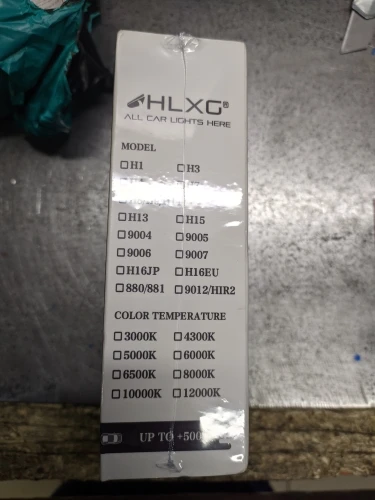 HLXG®
ALL CAR LIGHTS HERE
MODEL
H1 H3
H13 H15
9004 9005
9006 9007
H16JP H16EU
880/881 9012/HIR2
COLOR TEMPERATURE
3000K 4300K
5000K 6000K
6500K 8000K
10000K 12000K
UP TO